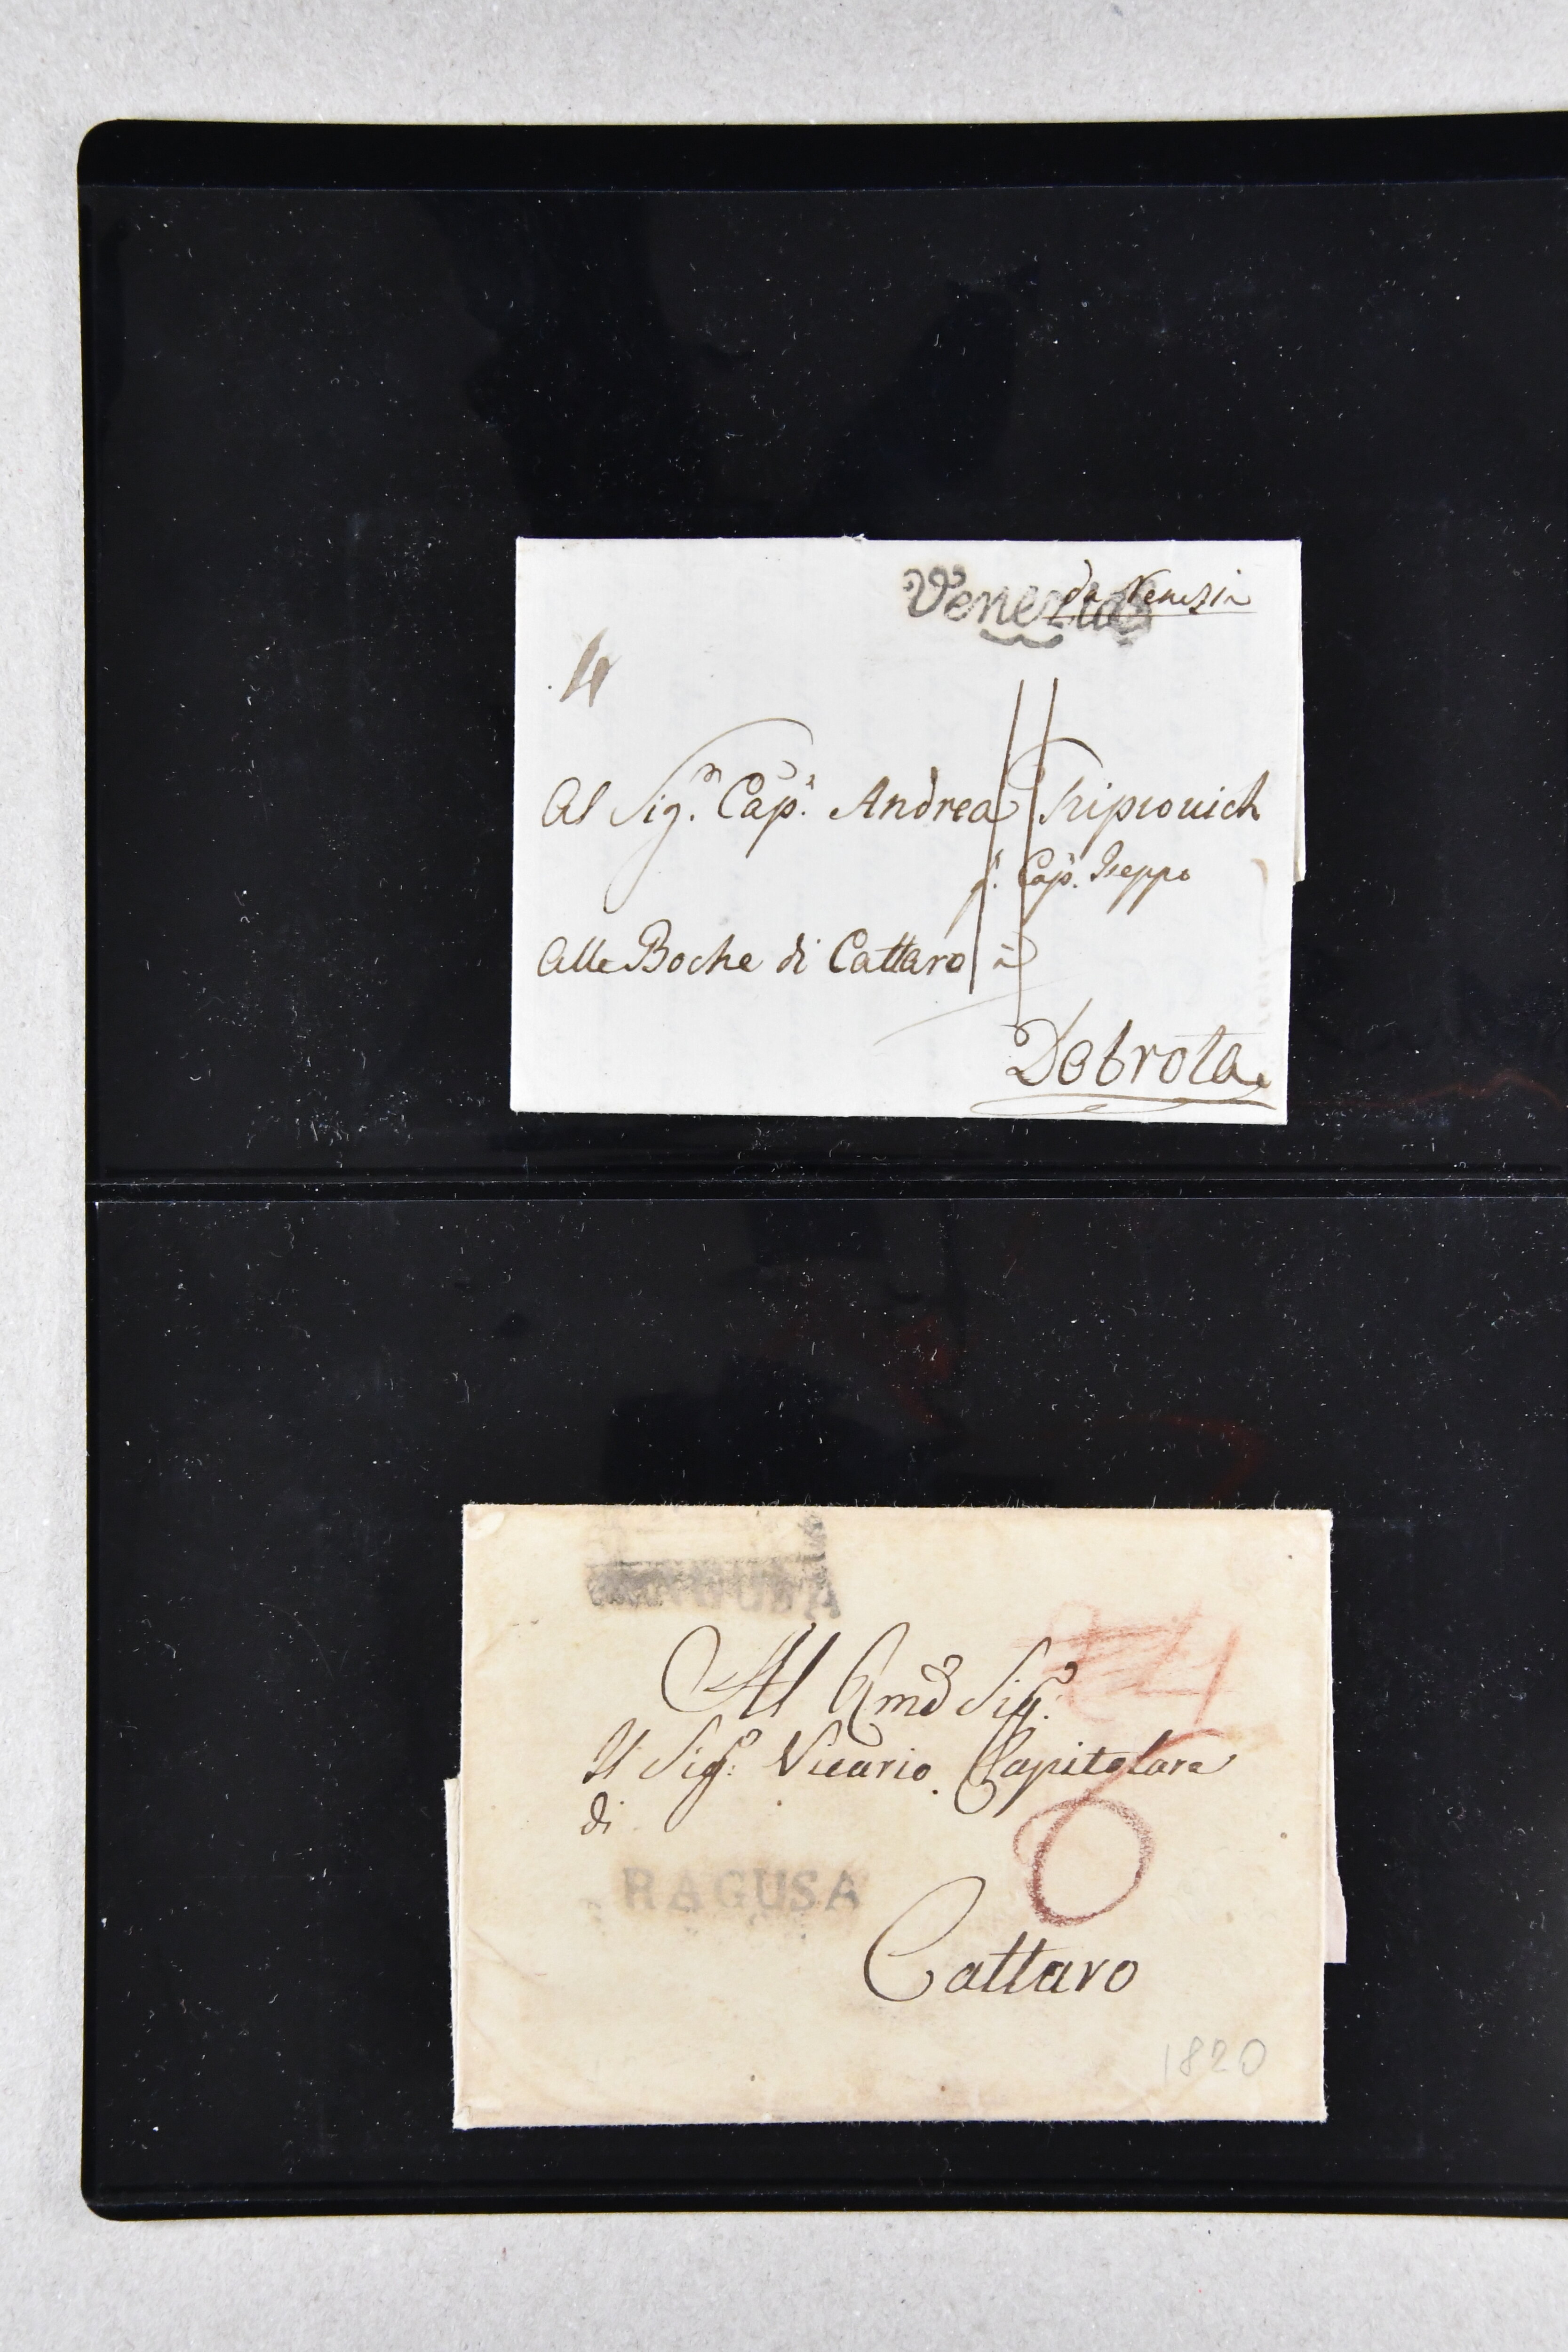 Venezia
da Venezia
4
Al Sig.r Cap.n Andrea Tripcovich
q. Cap.n Iseppo
Alle Boche di Cattaro à
Dobrota
RAGUSA
Al Rmo Sig.e
Il Sig.e Vicario Capitolare
di
RAGUSA
6
Cattaro
1820